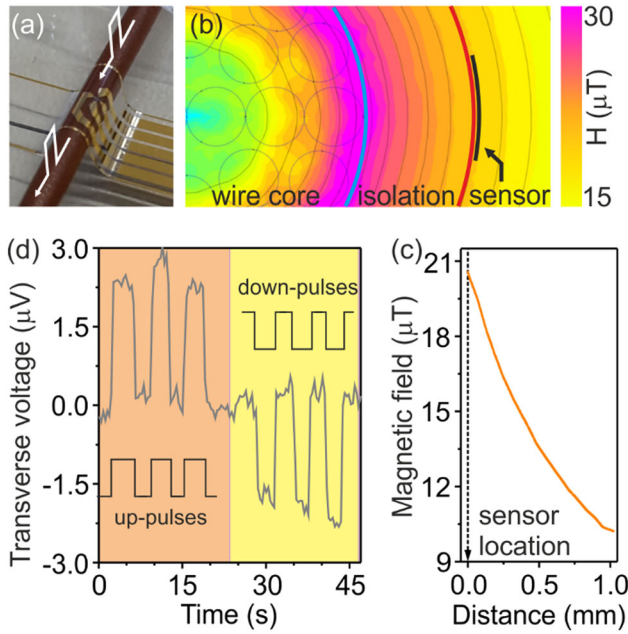 (a)
(b)
30
H (µT)
15
wire core
isolation
sensor
(d)
3.0
1.5
0.0
-1.5
-3.0
Transverse voltage (µV)
down-pulses
up-pulses
0
15
30
45
Time (s)
(c)
21
18
15
12
9
Magnetic field (µT)
sensor
location
0.0
0.5
1.0
Distance (mm)